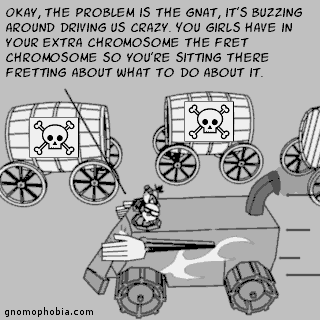 OKAY, THE PROBLEM IS THE GNAT, IT'S BUZZING
AROUND DRIVING US CRAZY. YOU GIRLS HAVE IN
YOUR EXTRA CHROMOSOME THE FRET
CHROMOSOME SO YOU'RE SITTING THERE
FRETTING ABOUT WHAT TO DO ABOUT IT.
gnomophobia.com